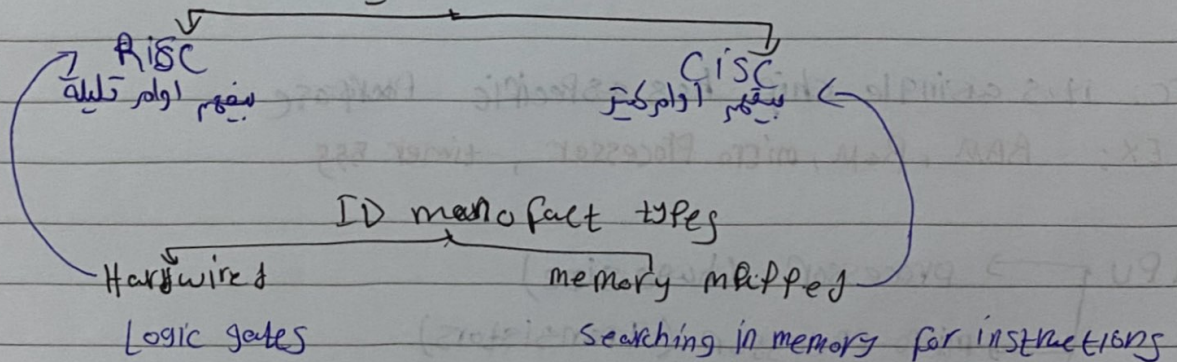 RiSC
CiSC
بيفهم اوامر قليلة
بيفهم اوامر كتير
ID manofact types
Hardwired
memory mapped
Logic gates
Searching in memory for instructions